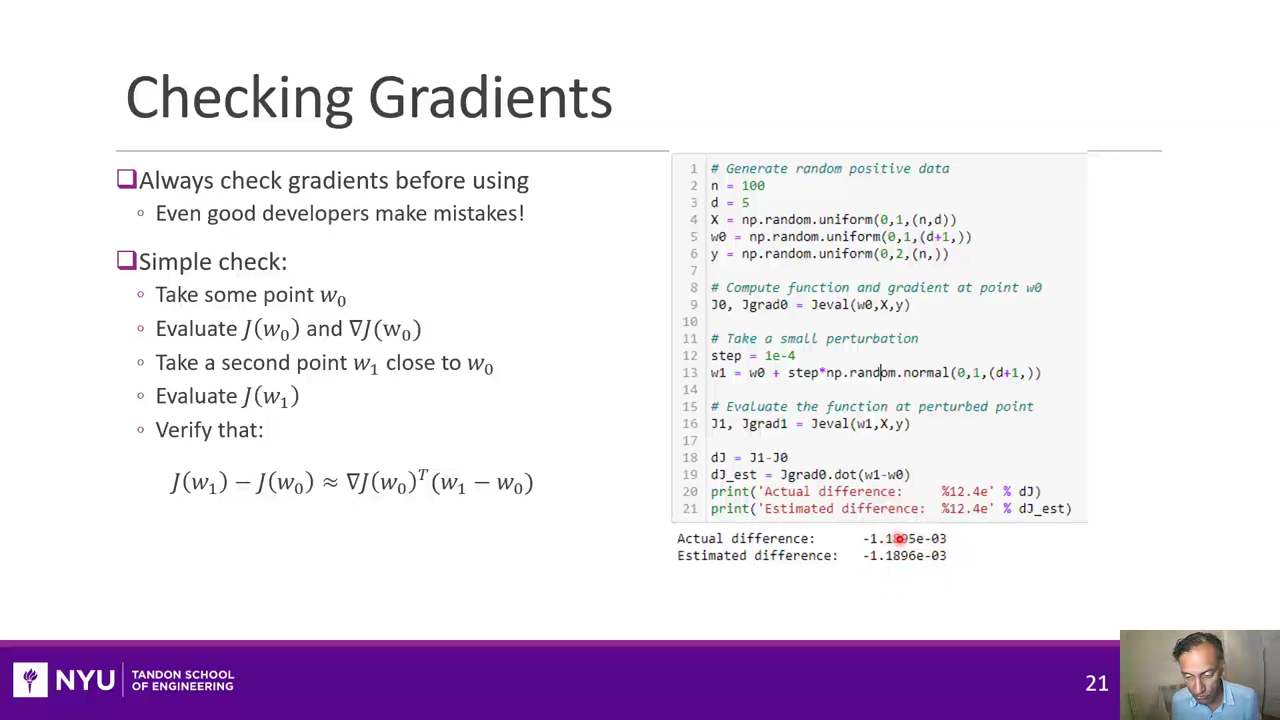 Checking Gradients
❑Always check gradients before using
◦ Even good developers make mistakes!
❑Simple check:
◦ Take some point w₀
◦ Evaluate J(w₀) and ∇J(w₀)
◦ Take a second point w₁ close to w₀
◦ Evaluate J(w₁)
◦ Verify that:
J(w₁) − J(w₀) ≈ ∇J(w₀)ᵀ(w₁ − w₀)
1 # Generate random positive data
2 n = 100
3 d = 5
4 X = np.random.uniform(0,1,(n,d))
5 w0 = np.random.uniform(0,1,(d+1,))
6 y = np.random.uniform(0,2,(n,))
7
8 # Compute function and gradient at point w0
9 J0, Jgrad0 = Jeval(w0,X,y)
10
11 # Take a small perturbation
12 step = 1e-4
13 w1 = w0 + step*np.random.normal(0,1,(d+1,))
14
15 # Evaluate the function at perturbed point
16 J1, Jgrad1 = Jeval(w1,X,y)
17
18 dJ = J1-J0
19 dJ_est = Jgrad0.dot(w1-w0)
20 print('Actual difference:    %12.4e' % dJ)
21 print('Estimated difference: %12.4e' % dJ_est)
Actual difference:    -1.1895e-03
Estimated difference: -1.1896e-03
NYU
TANDON SCHOOL
OF ENGINEERING
21